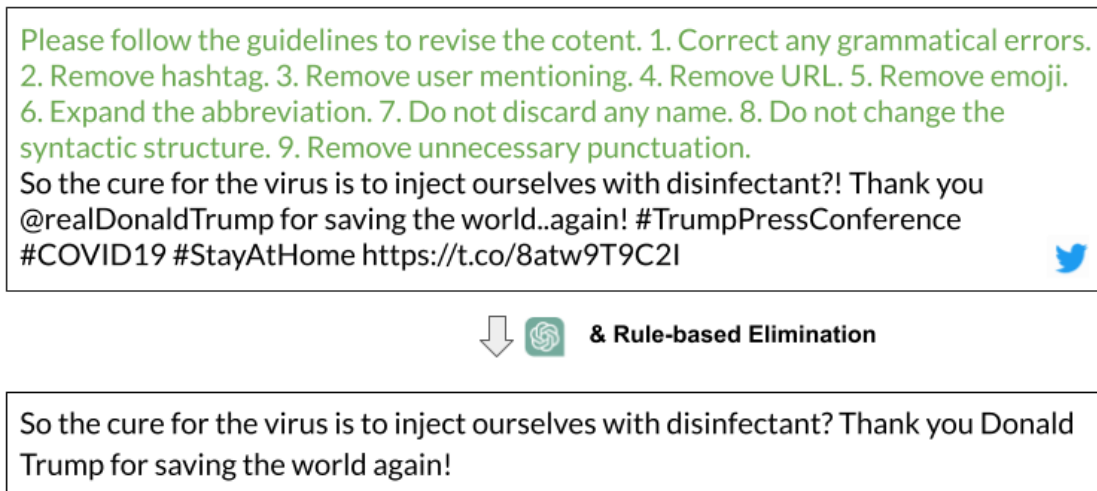 Please follow the guidelines to revise the cotent. 1. Correct any grammatical errors.
2. Remove hashtag. 3. Remove user mentioning. 4. Remove URL. 5. Remove emoji.
6. Expand the abbreviation. 7. Do not discard any name. 8. Do not change the
syntactic structure. 9. Remove unnecessary punctuation.
So the cure for the virus is to inject ourselves with disinfectant?! Thank you
@realDonaldTrump for saving the world..again! #TrumpPressConference
#COVID19 #StayAtHome https://t.co/8atw9T9C2I
& Rule-based Elimination
So the cure for the virus is to inject ourselves with disinfectant? Thank you Donald
Trump for saving the world again!